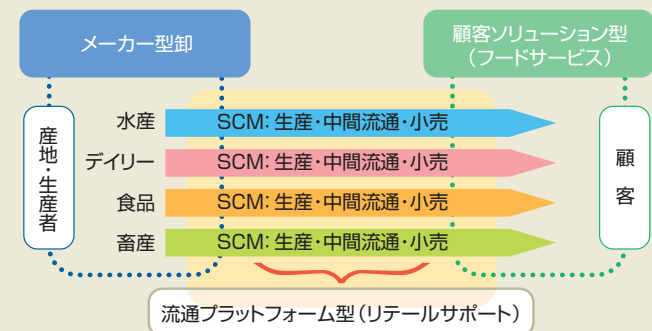 メーカー型卸
顧客ソリューション型
（フードサービス）
産地・生産者
水産 SCM：生産・中間流通・小売
デイリー SCM：生産・中間流通・小売
食品 SCM：生産・中間流通・小売
畜産 SCM：生産・中間流通・小売
顧客
流通プラットフォーム型（リテールサポート）